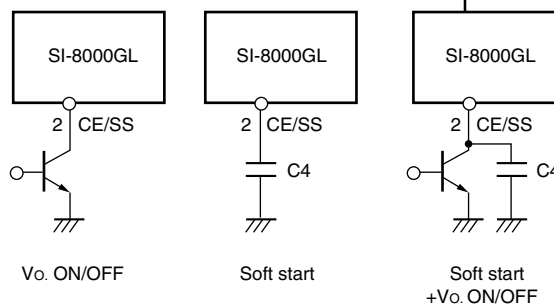 SI-8000GL
2 CE/SS
Vo. ON/OFF
SI-8000GL
2 CE/SS
C4
Soft start
SI-8000GL
2 CE/SS
C4
Soft start
+Vo. ON/OFF